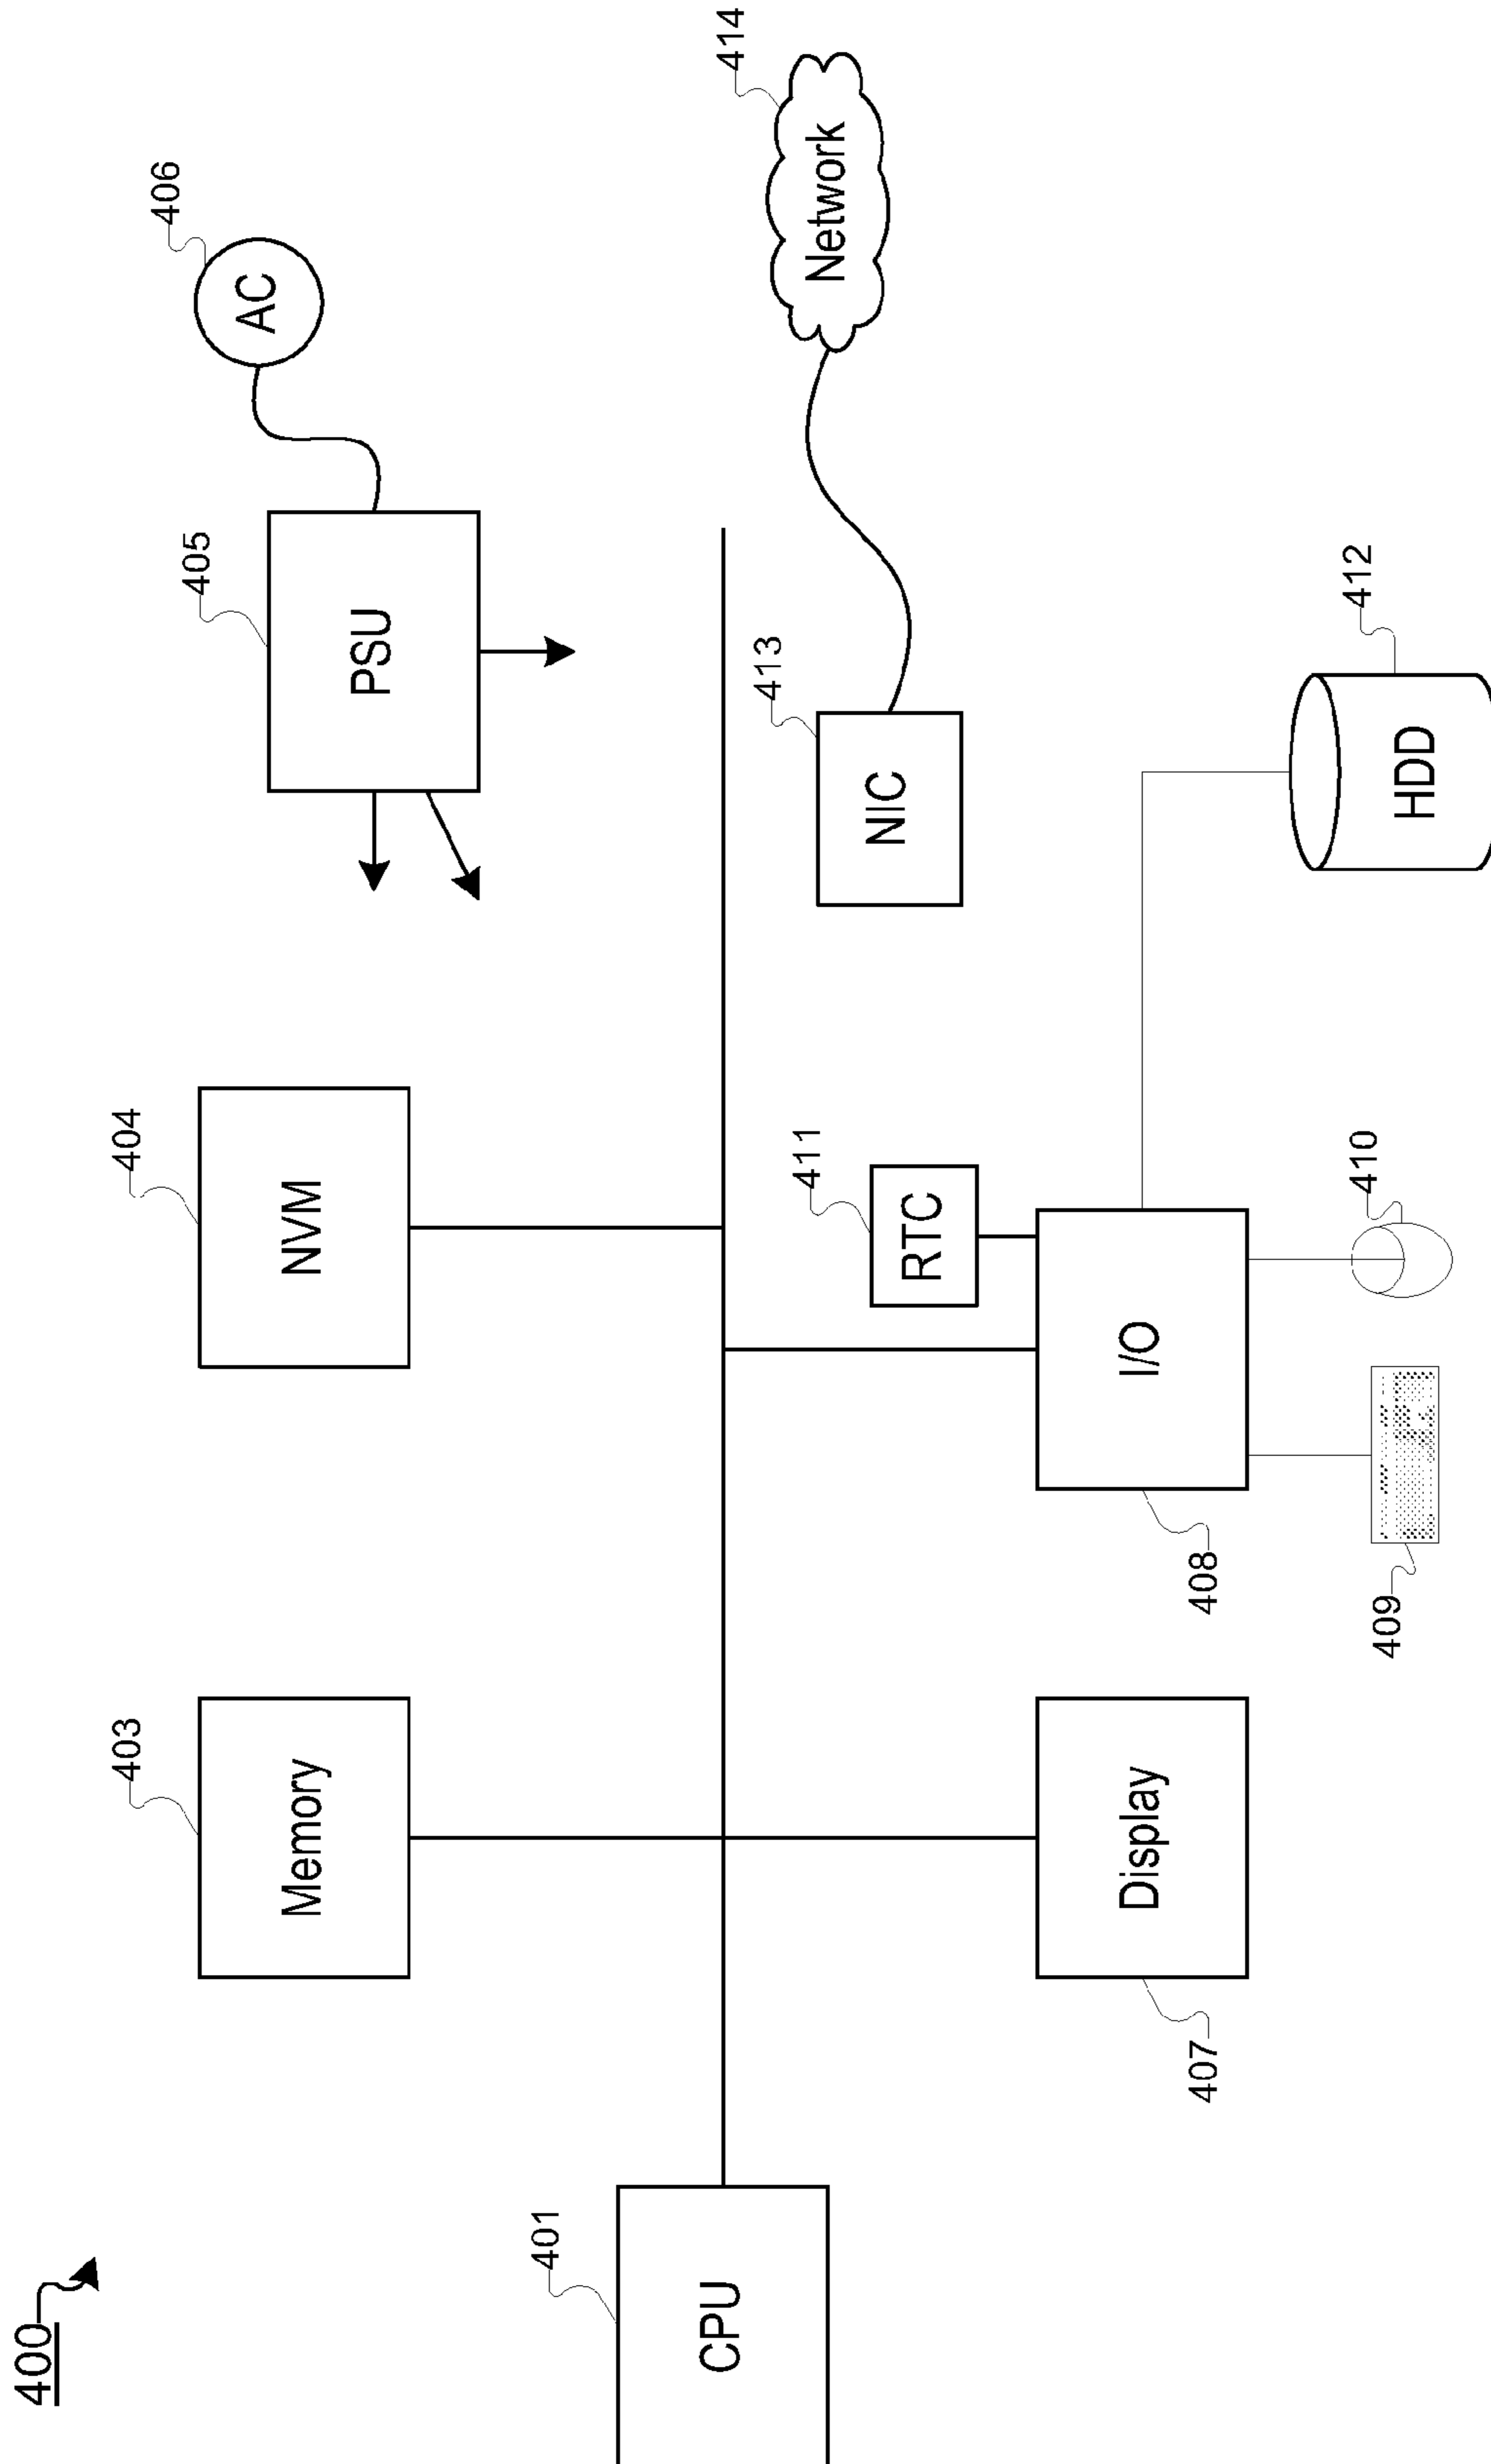 400
401
CPU
403
Memory
404
NVM
405
PSU
406
AC
407
Display
408
I/O
409
410
411
RTC
412
HDD
413
NIC
414
Network